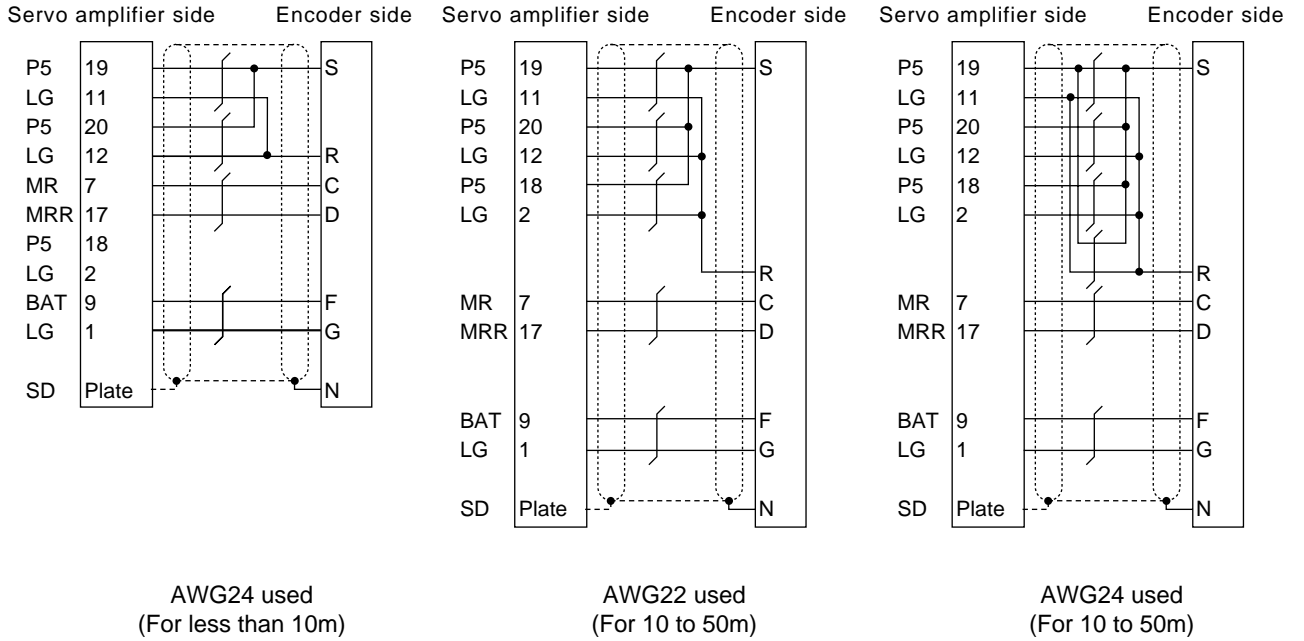 Servo amplifier side Encoder side
P5 19 S
LG 11
P5 20
LG 12 R
MR 7 C
MRR 17 D
P5 18
LG 2
BAT 9 F
LG 1 G
SD Plate N
AWG24 used
(For less than 10m)
Servo amplifier side Encoder side
P5 19 S
LG 11
P5 20
LG 12
P5 18
LG 2
R
MR 7 C
MRR 17 D
BAT 9 F
LG 1 G
SD Plate N
AWG22 used
(For 10 to 50m)
Servo amplifier side Encoder side
P5 19 S
LG 11
P5 20
LG 12
P5 18
LG 2
R
MR 7 C
MRR 17 D
BAT 9 F
LG 1 G
SD Plate N
AWG24 used
(For 10 to 50m)